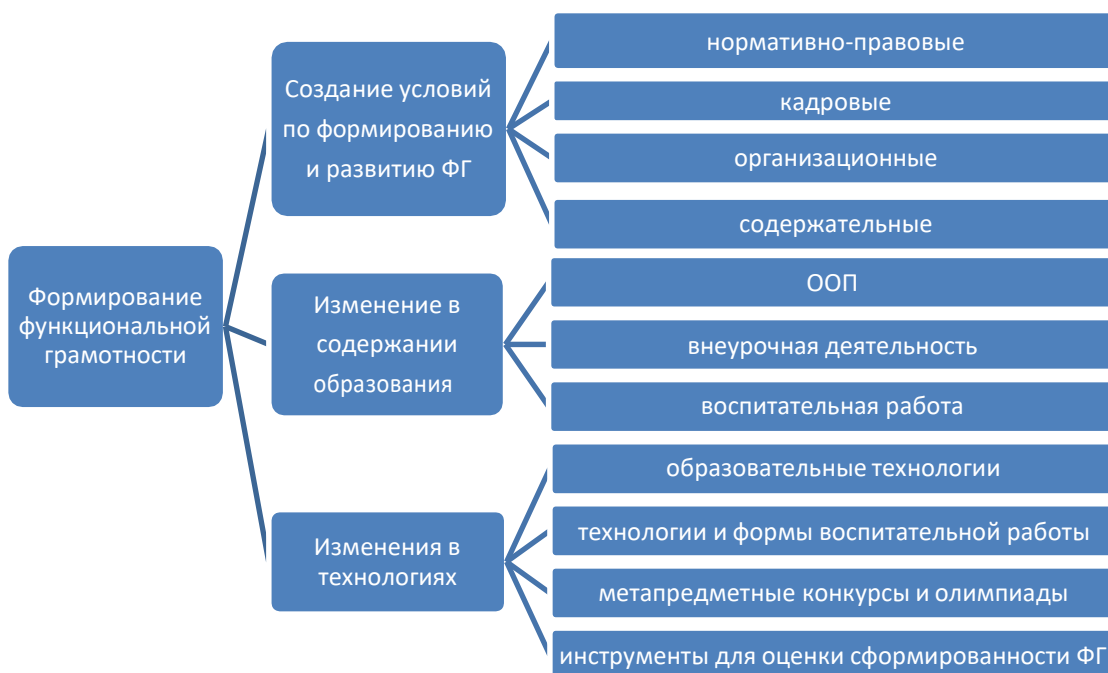 Формирование
функциональной
грамотности
Создание условий
по формированию
и развитию ФГ
нормативно-правовые
кадровые
организационные
содержательные
Изменение в
содержании
образования
ООП
внеурочная деятельность
воспитательная работа
Изменения в
технологиях
образовательные технологии
технологии и формы воспитательной работы
метапредметные конкурсы и олимпиады
инструменты для оценки сформированности ФГ